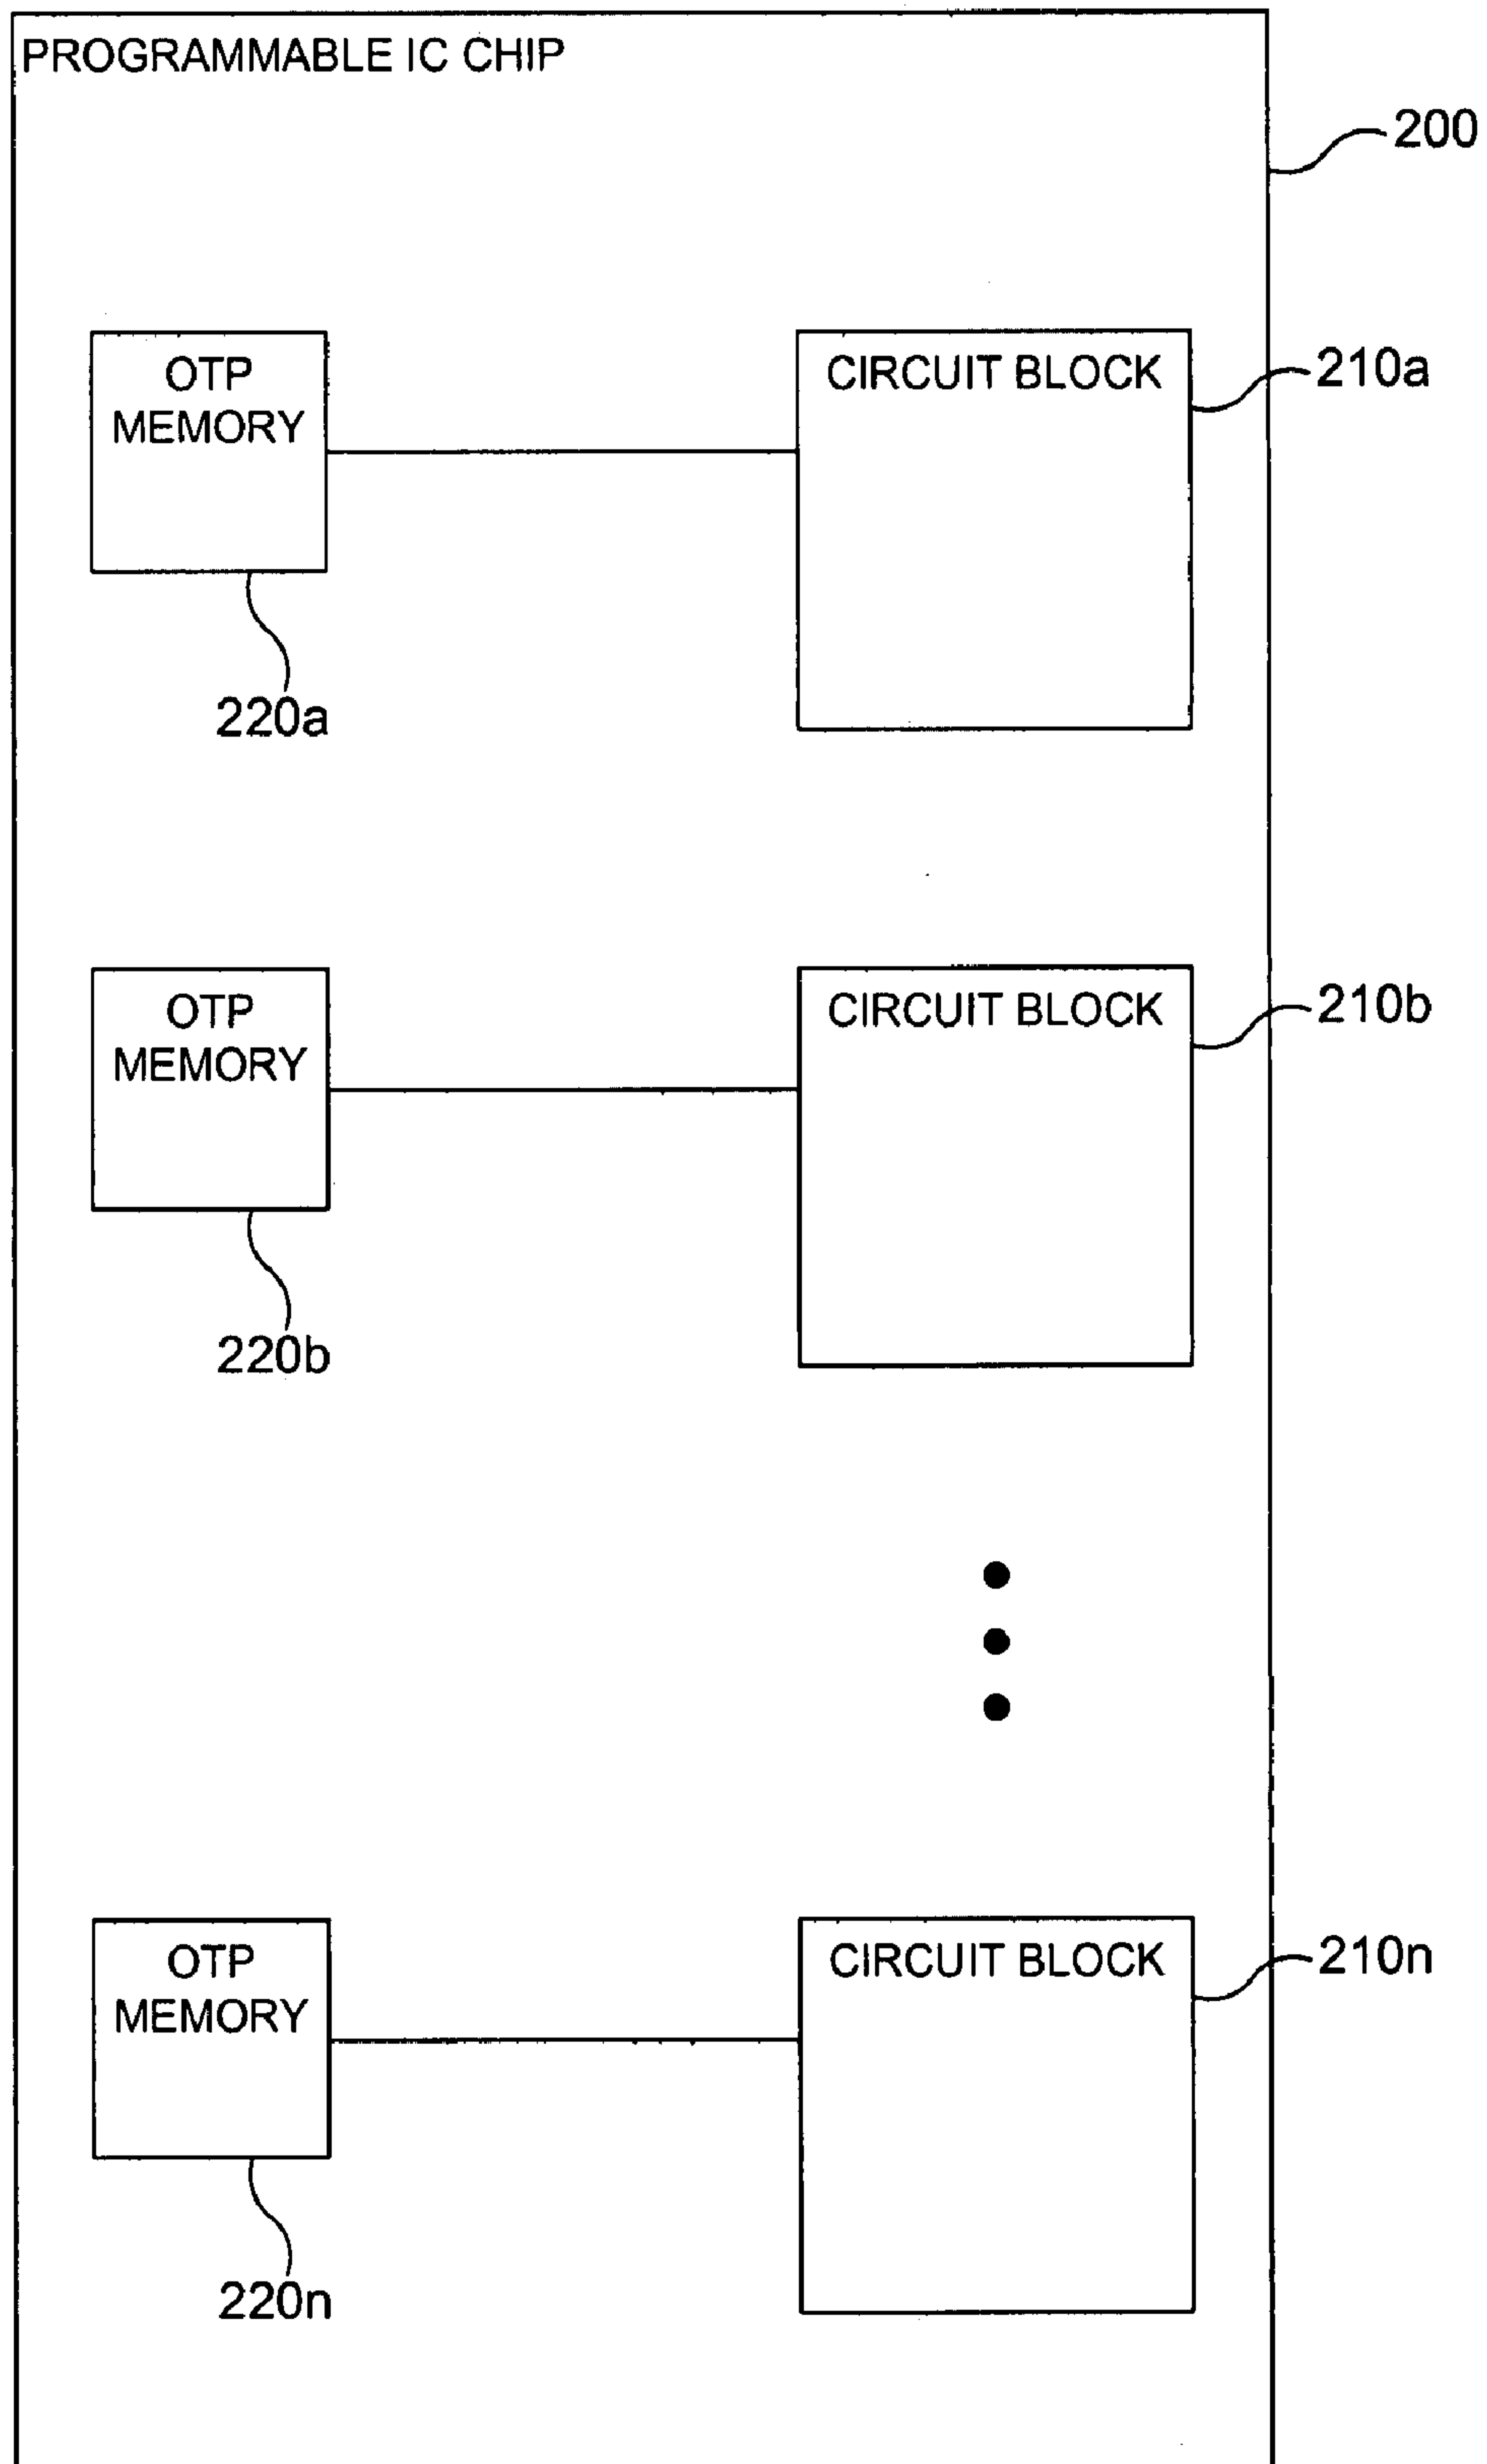 PROGRAMMABLE IC CHIP
200
OTP
MEMORY
CIRCUIT BLOCK
210a
220a
OTP
MEMORY
CIRCUIT BLOCK
210b
220b
OTP
MEMORY
CIRCUIT BLOCK
210n
220n